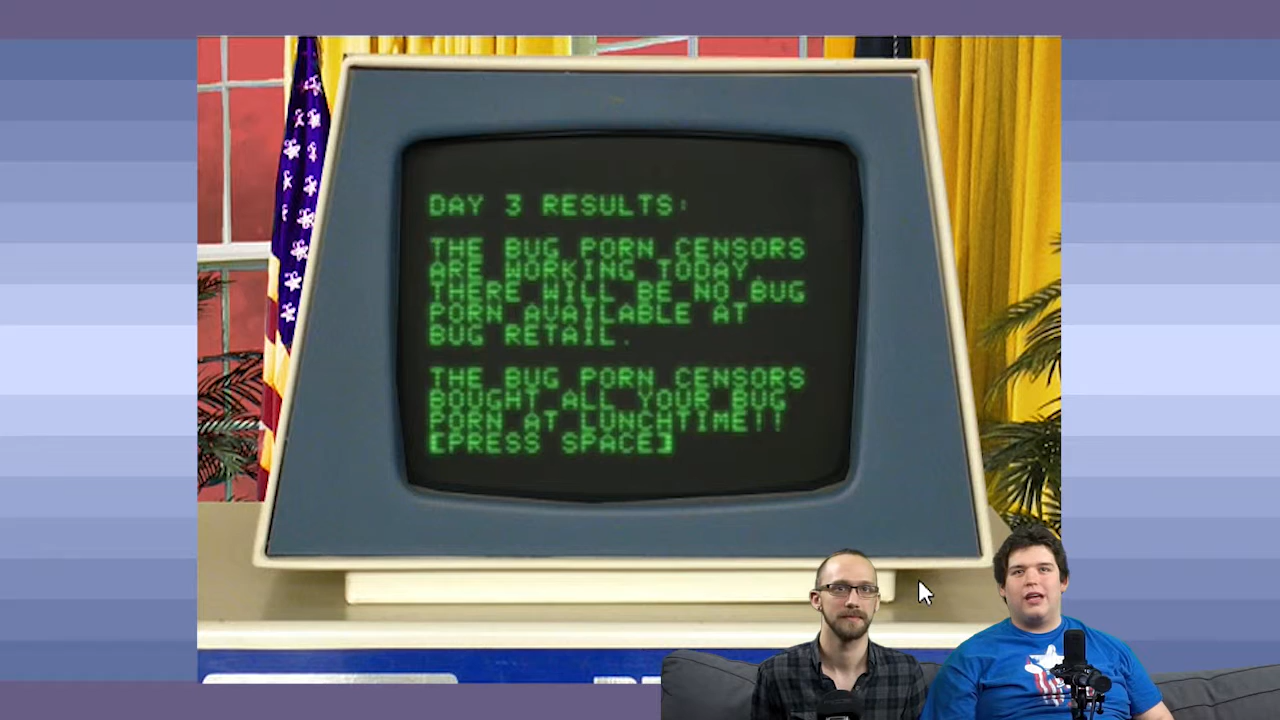 DAY 3 RESULTS:
THE BUG PORN CENSORS
ARE WORKING TODAY.
THERE WILL BE NO BUG
PORN AVAILABLE AT
BUG RETAIL.
THE BUG PORN CENSORS
BOUGHT ALL YOUR BUG
PORN AT LUNCHTIME!!
[PRESS SPACE]